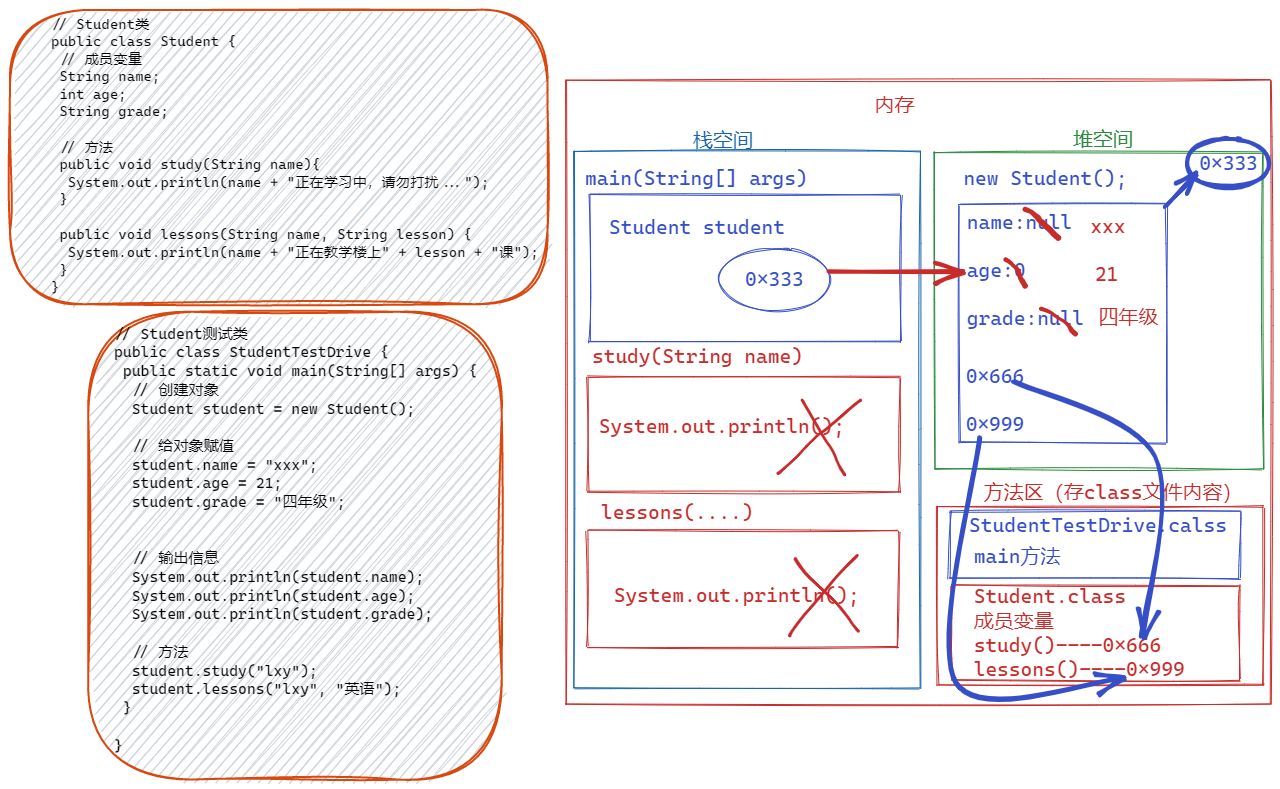 // Student类
public class Student {
// 成员变量
String name;
int age;
String grade;
// 方法
public void study(String name){
System.out.println(name + "正在学习中，请勿打扰...");
}
public void lessons(String name, String lesson) {
System.out.println(name + "正在教学楼上" + lesson + "课");
}
}
// Student测试类
public class StudentTestDrive {
public static void main(String[] args) {
// 创建对象
Student student = new Student();
// 给对象赋值
student.name = "xxx";
student.age = 21;
student.grade = "四年级";
// 输出信息
System.out.println(student.name);
System.out.println(student.age);
System.out.println(student.grade);
// 方法
student.study("lxy");
student.lessons("lxy", "英语");
}
}
内存
栈空间
main(String[] args)
Student student
0×333
study(String name)
System.out.println();
lessons(....)
System.out.println();
堆空间
0×333
new Student();
name:null xxx
age:0 21
grade:null 四年级
0×666
0×999
方法区（存class文件内容）
StudentTestDrive.calss
main方法
Student.class
成员变量
study()----0×666
lessons()----0×999